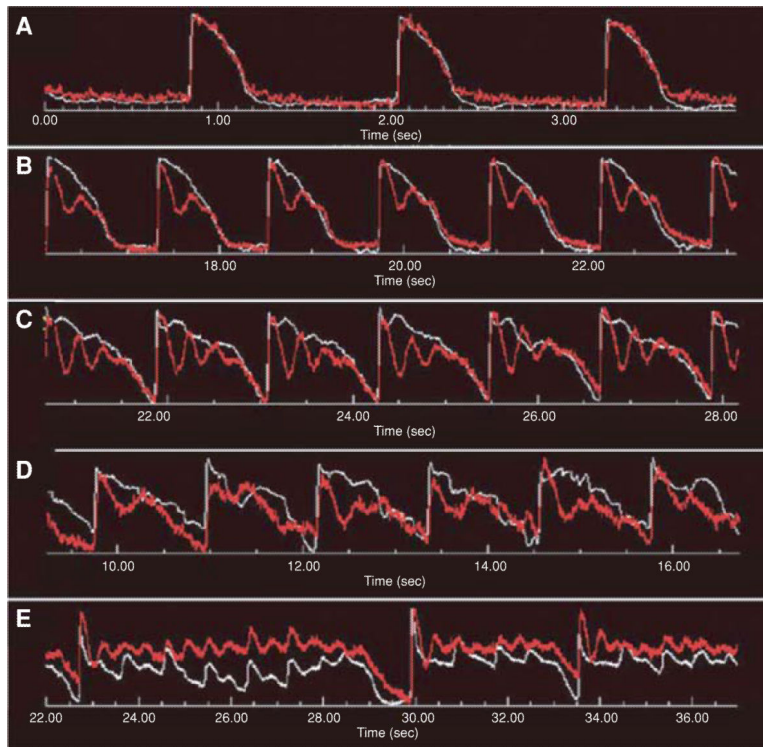 A
0.00 1.00 2.00 3.00
Time (sec)
B
18.00 20.00 22.00
Time (sec)
C
22.00 24.00 26.00 28.00
Time (sec)
D
10.00 12.00 14.00 16.00
Time (sec)
E
22.00 24.00 26.00 28.00 30.00 32.00 34.00 36.00
Time (sec)